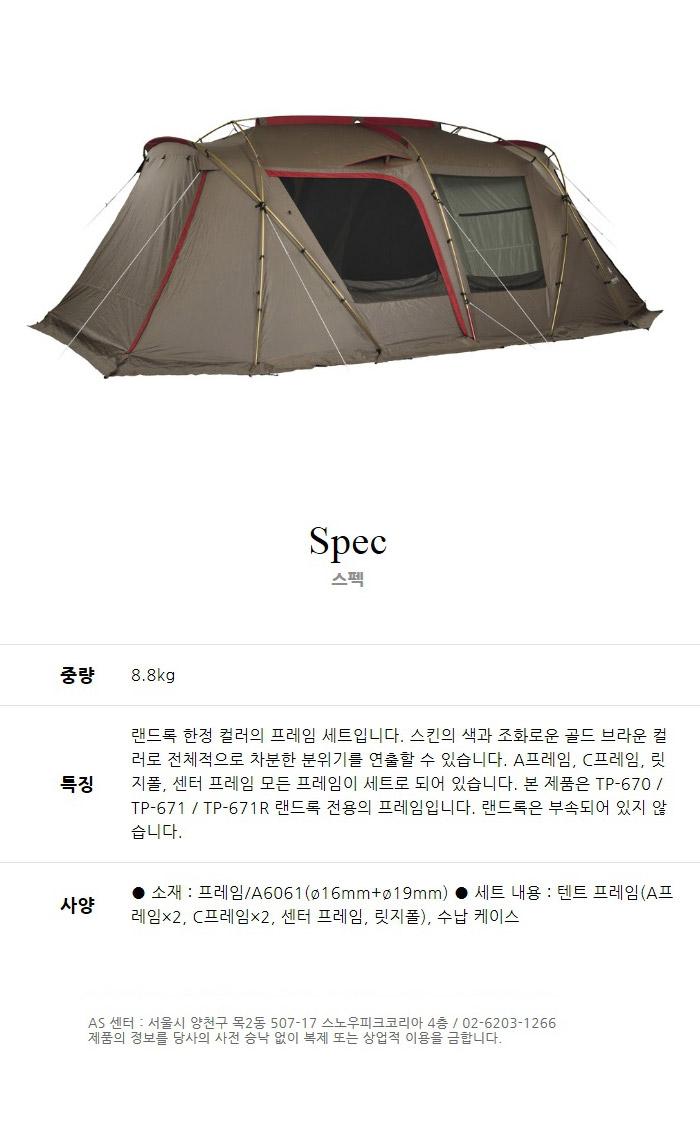 Spec
스펙
중량
8.8kg
특징
랜드록 한정 컬러의 프레임 세트입니다. 스킨의 색과 조화로운 골드 브라운 컬
러로 전체적으로 차분한 분위기를 연출할 수 있습니다. A프레임, C프레임, 릿
지폴, 센터 프레임 모든 프레임이 세트로 되어 있습니다. 본 제품은 TP-670 /
TP-671 / TP-671R 랜드록 전용의 프레임입니다. 랜드록은 부속되어 있지 않
습니다.
사양
● 소재 : 프레임/A6061(ø16mm+ø19mm) ● 세트 내용 : 텐트 프레임(A프
레임×2, C프레임×2, 센터 프레임, 릿지폴), 수납 케이스
AS 센터 : 서울시 양천구 목2동 507-17 스노우피크코리아 4층 / 02-6203-1266
제품의 정보를 당사의 사전 승낙 없이 복제 또는 상업적 이용을 금합니다.